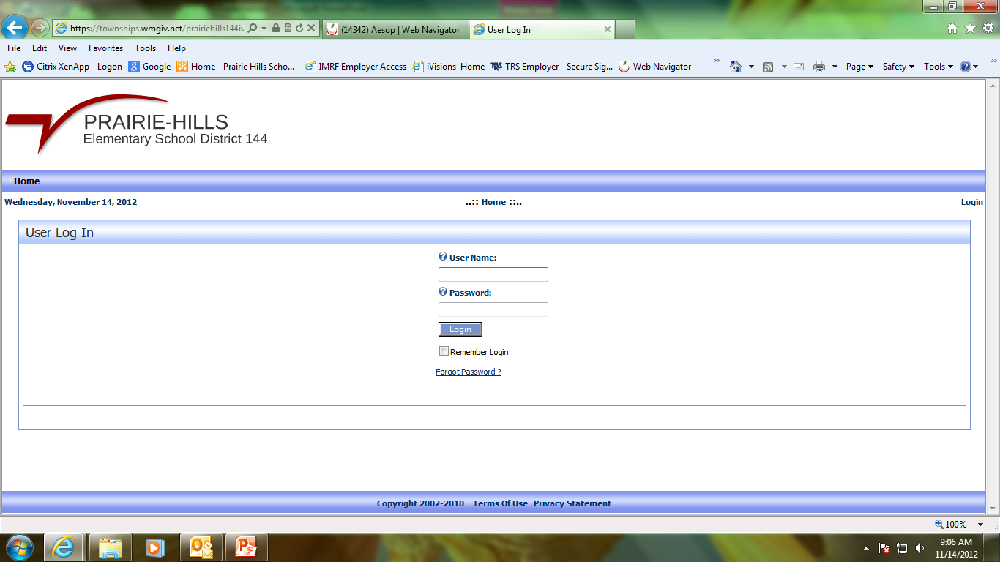 https://townships.wmgiv.net/prairiehills144iv
(14342) Aesop | Web Navigator
User Log In
File Edit View Favorites Tools Help
Citrix XenApp - Logon
Google
Home - Prairie Hills Scho...
IMRF Employer Access
iVisions Home
TRS Employer - Secure Sig...
Web Navigator
Page
Safety
Tools
PRAIRIE-HILLS
Elementary School District 144
Home
Wednesday, November 14, 2012
..:: Home ::..
Login
User Log In
User Name:
Password:
Login
Remember Login
Forgot Password ?
Copyright 2002-2010 Terms Of Use Privacy Statement
100%
9:06 AM
11/14/2012